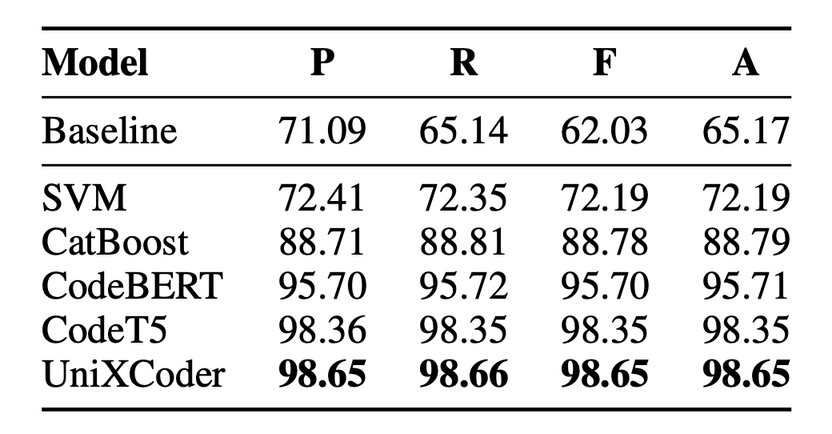 Model P R F A
Baseline 71.09 65.14 62.03 65.17
SVM 72.41 72.35 72.19 72.19
CatBoost 88.71 88.81 88.78 88.79
CodeBERT 95.70 95.72 95.70 95.71
CodeT5 98.36 98.35 98.35 98.35
UniXCoder 98.65 98.66 98.65 98.65